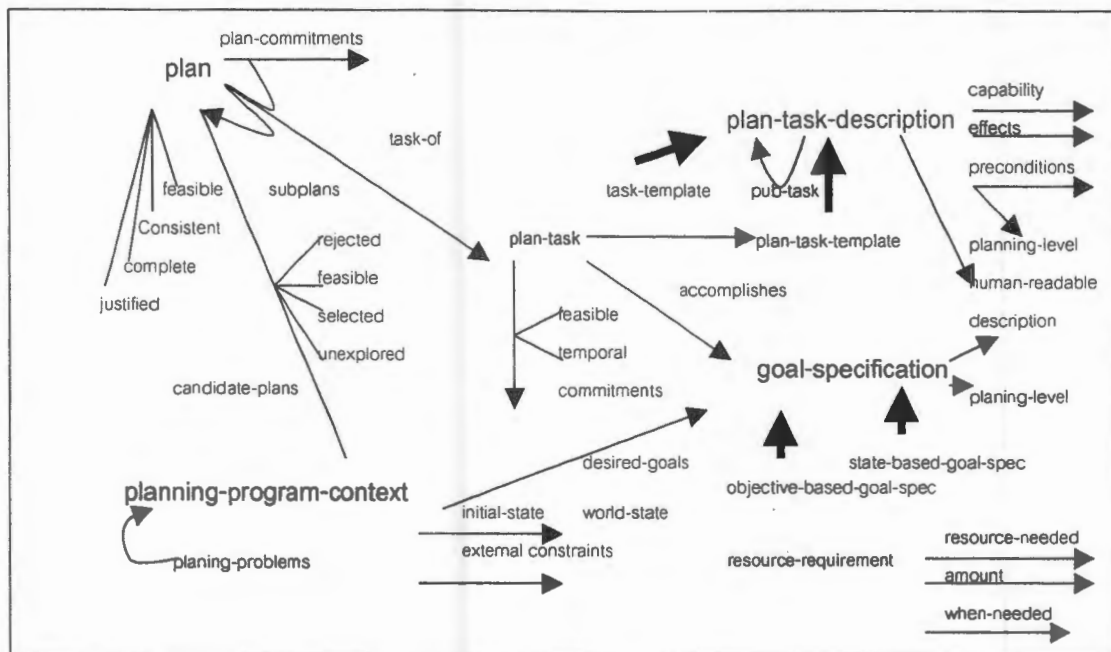 plan-commitments
plan
capability
plan-task-description
effects
task-of
preconditions
feasible
subplans
task-template
pub-task
Consistent
rejected
plan-task
plan-task-template
planning-level
complete
feasible
accomplishes
human-readable
justified
selected
feasible
description
unexplored
temporal
goal-specification
candidate-plans
commitments
planing-level
desired-goals
state-based-goal-spec
planning-program-context
objective-based-goal-spec
initial-state
world-state
resource-needed
external constraints
planing-problems
resource-requirement
amount
when-needed